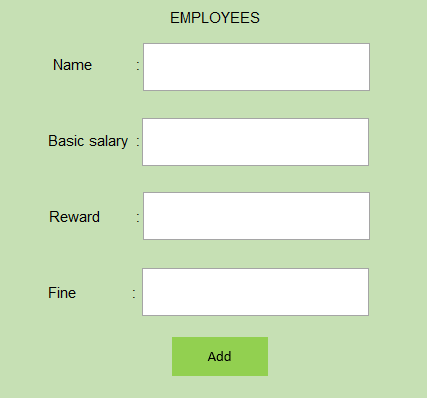 EMPLOYEES
Name :
Basic salary :
Reward :
Fine :
Add